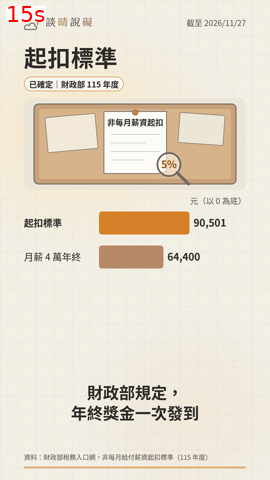 15s
談晴說礙
截至 2026/11/27
起扣標準
已確定｜財政部 115 年度
非每月薪資起扣
5%
元（以 0 為底）
起扣標準 90,501
月薪 4 萬年終 64,400
財政部規定，
年終獎金一次發到
資料：財政部稅務入口網，非每月給付薪資起扣標準（115 年度）